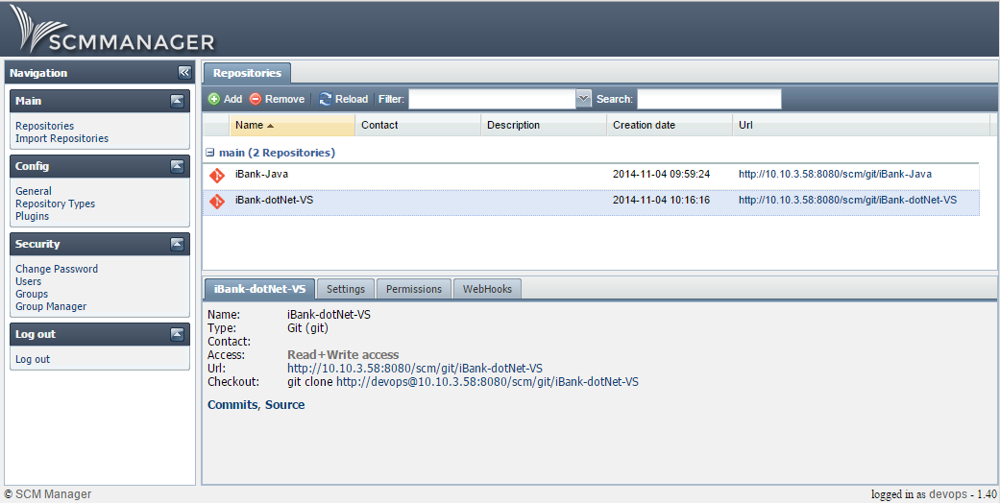 SCMMANAGER
Navigation
Main
Repositories
Import Repositories
Config
General
Repository Types
Plugins
Security
Change Password
Users
Groups
Group Manager
Log out
Log out
Repositories
Add Remove Reload Filter: Search:
Name Contact Description Creation date Url
main (2 Repositories)
iBank-Java 2014-11-04 09:59:24 http://10.10.3.58:8080/scm/git/iBank-Java
iBank-dotNet-VS 2014-11-04 10:16:16 http://10.10.3.58:8080/scm/git/iBank-dotNet-VS
iBank-dotNet-VS Settings Permissions WebHooks
Name: iBank-dotNet-VS
Type: Git (git)
Contact:
Access: Read+Write access
Url: http://10.10.3.58:8080/scm/git/iBank-dotNet-VS
Checkout: git clone http://devops@10.10.3.58:8080/scm/git/iBank-dotNet-VS
Commits, Source
© SCM Manager logged in as devops - 1.40